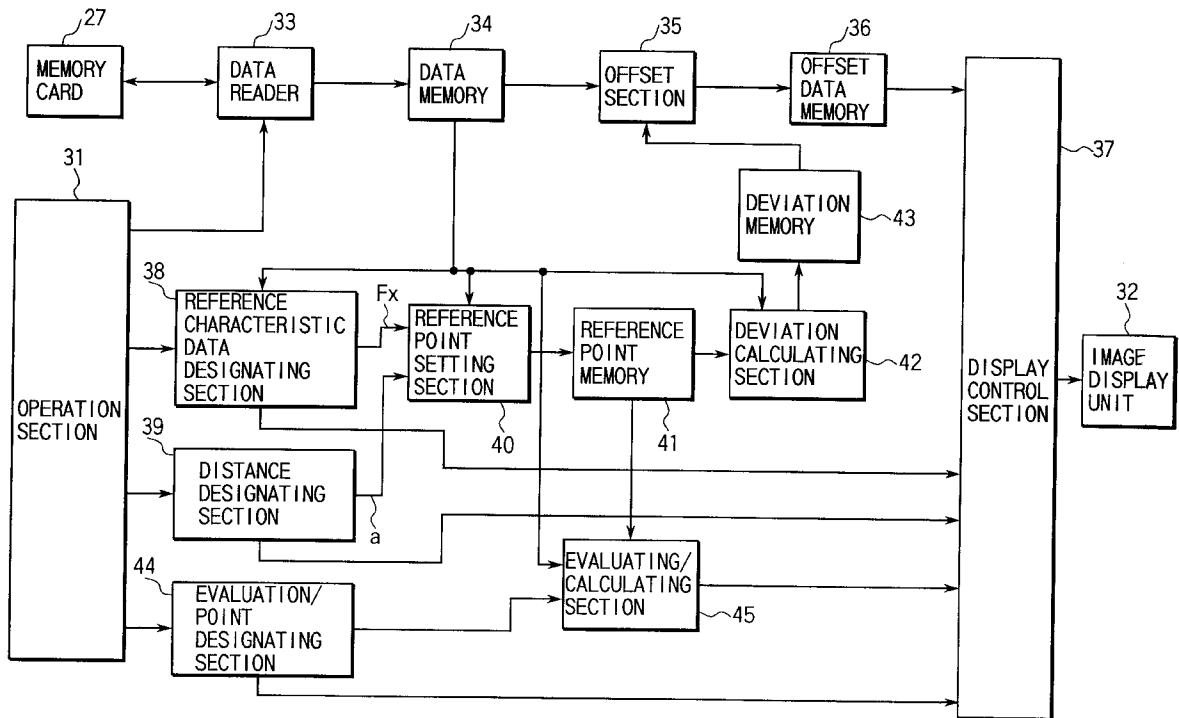 27
MEMORY
CARD
33
DATA
READER
34
DATA
MEMORY
35
OFFSET
SECTION
36
OFFSET
DATA
MEMORY
37
31
OPERATION
SECTION
DEVIATION
MEMORY
43
38
REFERENCE
CHARACTERISTIC
DATA
DESIGNATING
SECTION
Fx
REFERENCE
POINT
SETTING
SECTION
40
REFERENCE
POINT
MEMORY
41
DEVIATION
CALCULATING
SECTION
42
DISPLAY
CONTROL
SECTION
32
IMAGE
DISPLAY
UNIT
39
DISTANCE
DESIGNATING
SECTION
a
44
EVALUATION/
POINT
DESIGNATING
SECTION
EVALUATING/
CALCULATING
SECTION
45